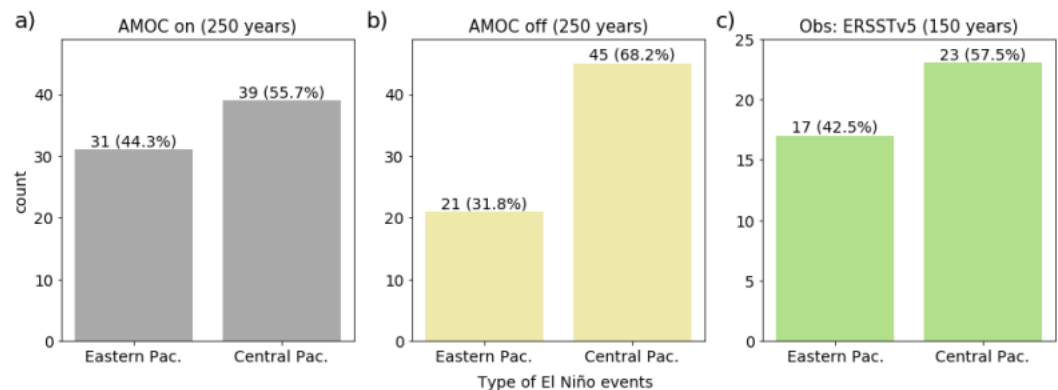 a)
AMOC on (250 years)
count
40
30
20
10
0
31 (44.3%)
39 (55.7%)
Eastern Pac.
Central Pac.
b)
AMOC off (250 years)
40
30
20
10
0
21 (31.8%)
45 (68.2%)
Eastern Pac.
Central Pac.
Type of El Niño events
c)
Obs: ERSSTv5 (150 years)
25
20
15
10
5
0
17 (42.5%)
23 (57.5%)
Eastern Pac.
Central Pac.